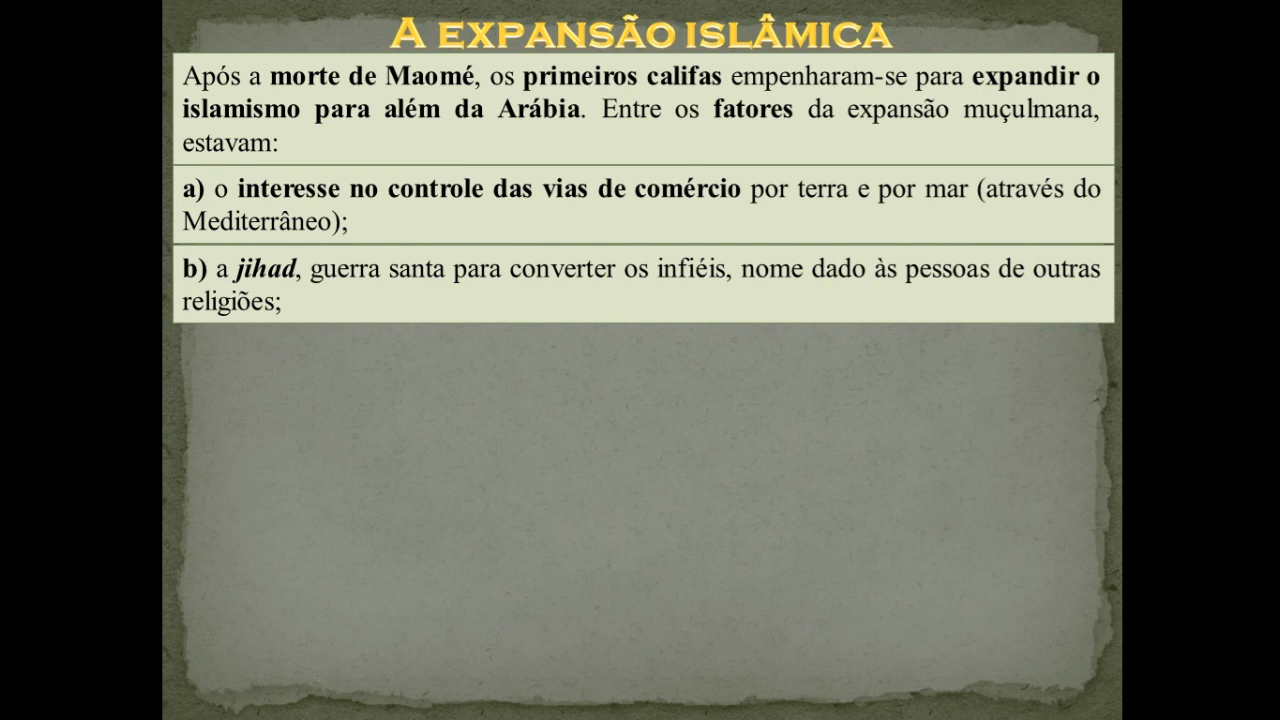 A EXPANSÃO ISLÂMICA
Após a morte de Maomé, os primeiros califas empenharam-se para expandir o
islamismo para além da Arábia. Entre os fatores da expansão muçulmana,
estavam:
a) o interesse no controle das vias de comércio por terra e por mar (através do
Mediterrâneo);
b) a jihad, guerra santa para converter os infiéis, nome dado às pessoas de outras
religiões;